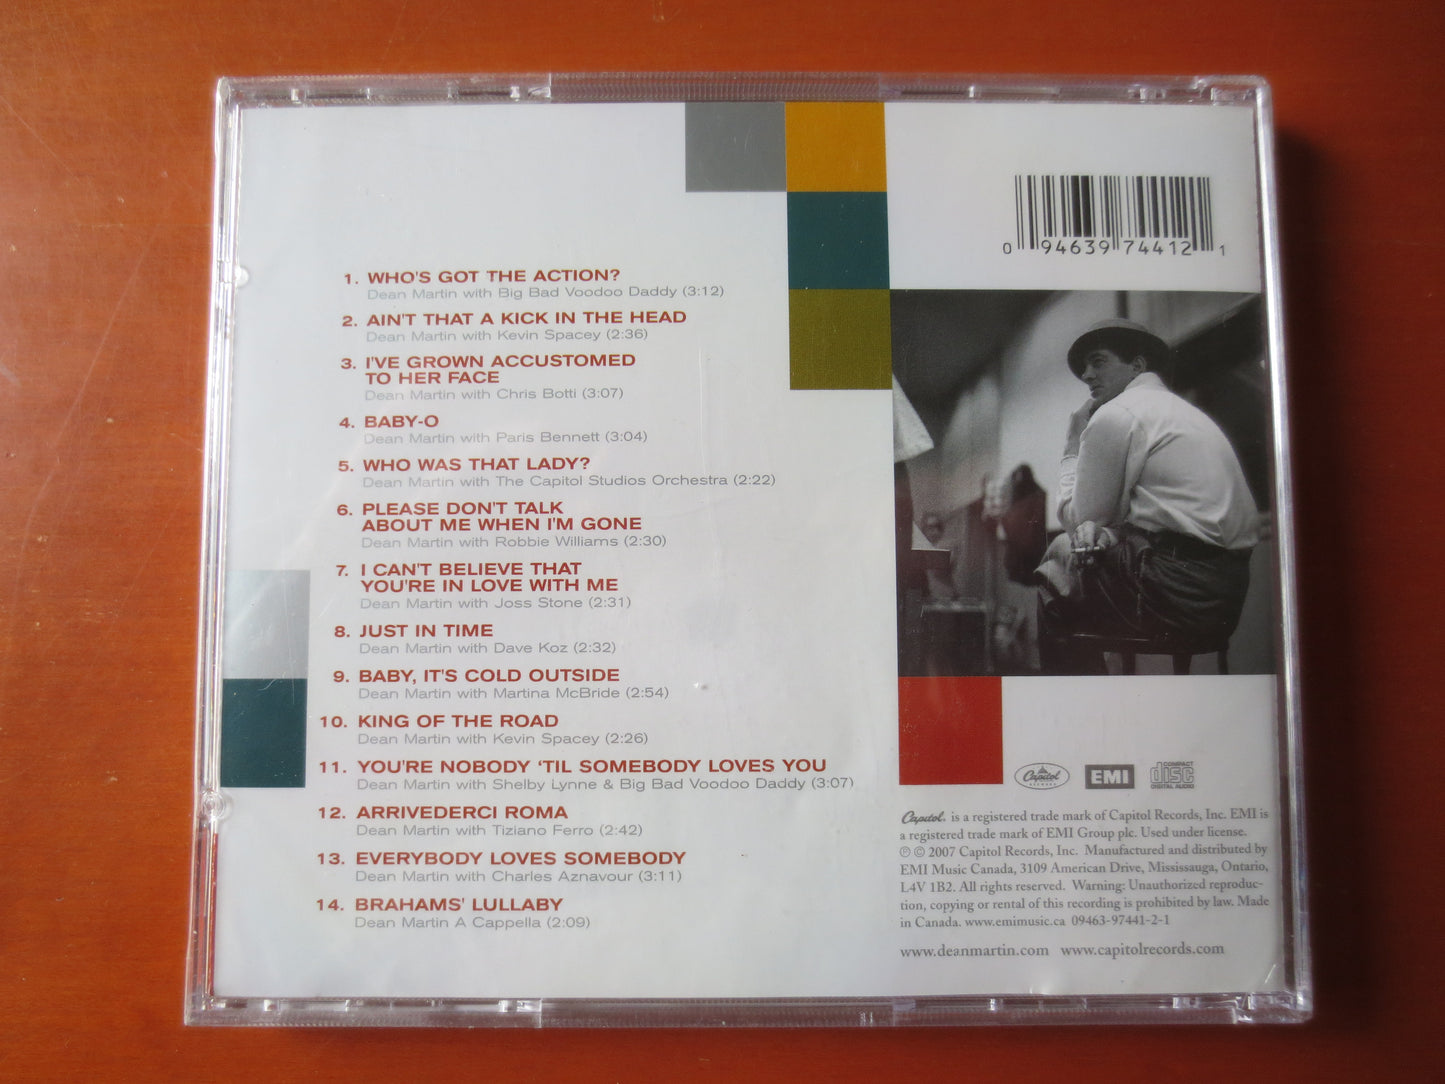 1. WHO'S GOT THE ACTION?
Dean Martin with Big Bad Voodoo Daddy (3:12)
2. AIN'T THAT A KICK IN THE HEAD
Dean Martin with Kevin Spacey (2:36)
3. I'VE GROWN ACCUSTOMED
TO HER FACE
Dean Martin with Chris Botti (3:07)
4. BABY-O
Dean Martin with Paris Bennett (3:04)
5. WHO WAS THAT LADY?
Dean Martin with The Capitol Studios Orchestra (2:22)
6. PLEASE DON'T TALK
ABOUT ME WHEN I'M GONE
Dean Martin with Robbie Williams (2:30)
7. I CAN'T BELIEVE THAT
YOU'RE IN LOVE WITH ME
Dean Martin with Joss Stone (2:31)
8. JUST IN TIME
Dean Martin with Dave Koz (2:32)
9. BABY, IT'S COLD OUTSIDE
Dean Martin with Martina McBride (2:54)
10. KING OF THE ROAD
Dean Martin with Kevin Spacey (2:26)
11. YOU'RE NOBODY ‘TIL SOMEBODY LOVES YOU
Dean Martin with Shelby Lynne & Big Bad Voodoo Daddy (3:07)
12. ARRIVEDERCI ROMA
Dean Martin with Tiziano Ferro (2:42)
13. EVERYBODY LOVES SOMEBODY
Dean Martin with Charles Aznavour (3:11)
14. BRAHAMS' LULLABY
Dean Martin A Cappella (2:09)
0 94639 74412 1
Capitol RECORDS
EMI
COMPACT disc DIGITAL AUDIO
Capitol. is a registered trade mark of Capitol Records, Inc. EMI is
a registered trade mark of EMI Group plc. Used under license.
℗ © 2007 Capitol Records, Inc. Manufactured and distributed by
EMI Music Canada, 3109 American Drive, Mississauga, Ontario,
L4V 1B2. All rights reserved. Warning: Unauthorized reproduc-
tion, copying or rental of this recording is prohibited by law. Made
in Canada. www.emimusic.ca 09463-97441-2-1
www.deanmartin.com www.capitolrecords.com